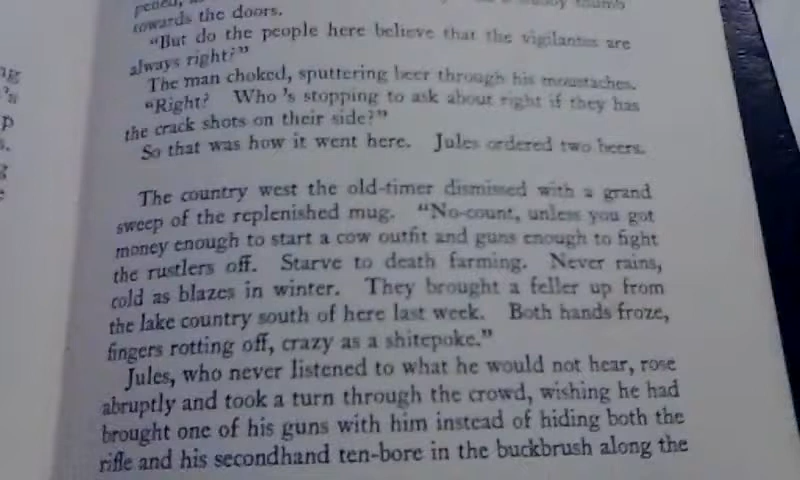 thumb
towards the doors.
"But do the people here believe that the vigilantes are
always right?"
The man choked, sputtering beer through his moustaches.
"Right? Who's stopping to ask about right if they has
the crack shots on their side?"
So that was how it went here. Jules ordered two beers.
The country west the old-timer dismissed with a grand
sweep of the replenished mug. "No-count, unless you got
money enough to start a cow outfit and guns enough to fight
the rustlers off. Starve to death farming. Never rains,
cold as blazes in winter. They brought a feller up from
the lake country south of here last week. Both hands froze,
fingers rotting off, crazy as a shitepoke."
Jules, who never listened to what he would not hear, rose
abruptly and took a turn through the crowd, wishing he had
brought one of his guns with him instead of hiding both the
rifle and his secondhand ten-bore in the buckbrush along the